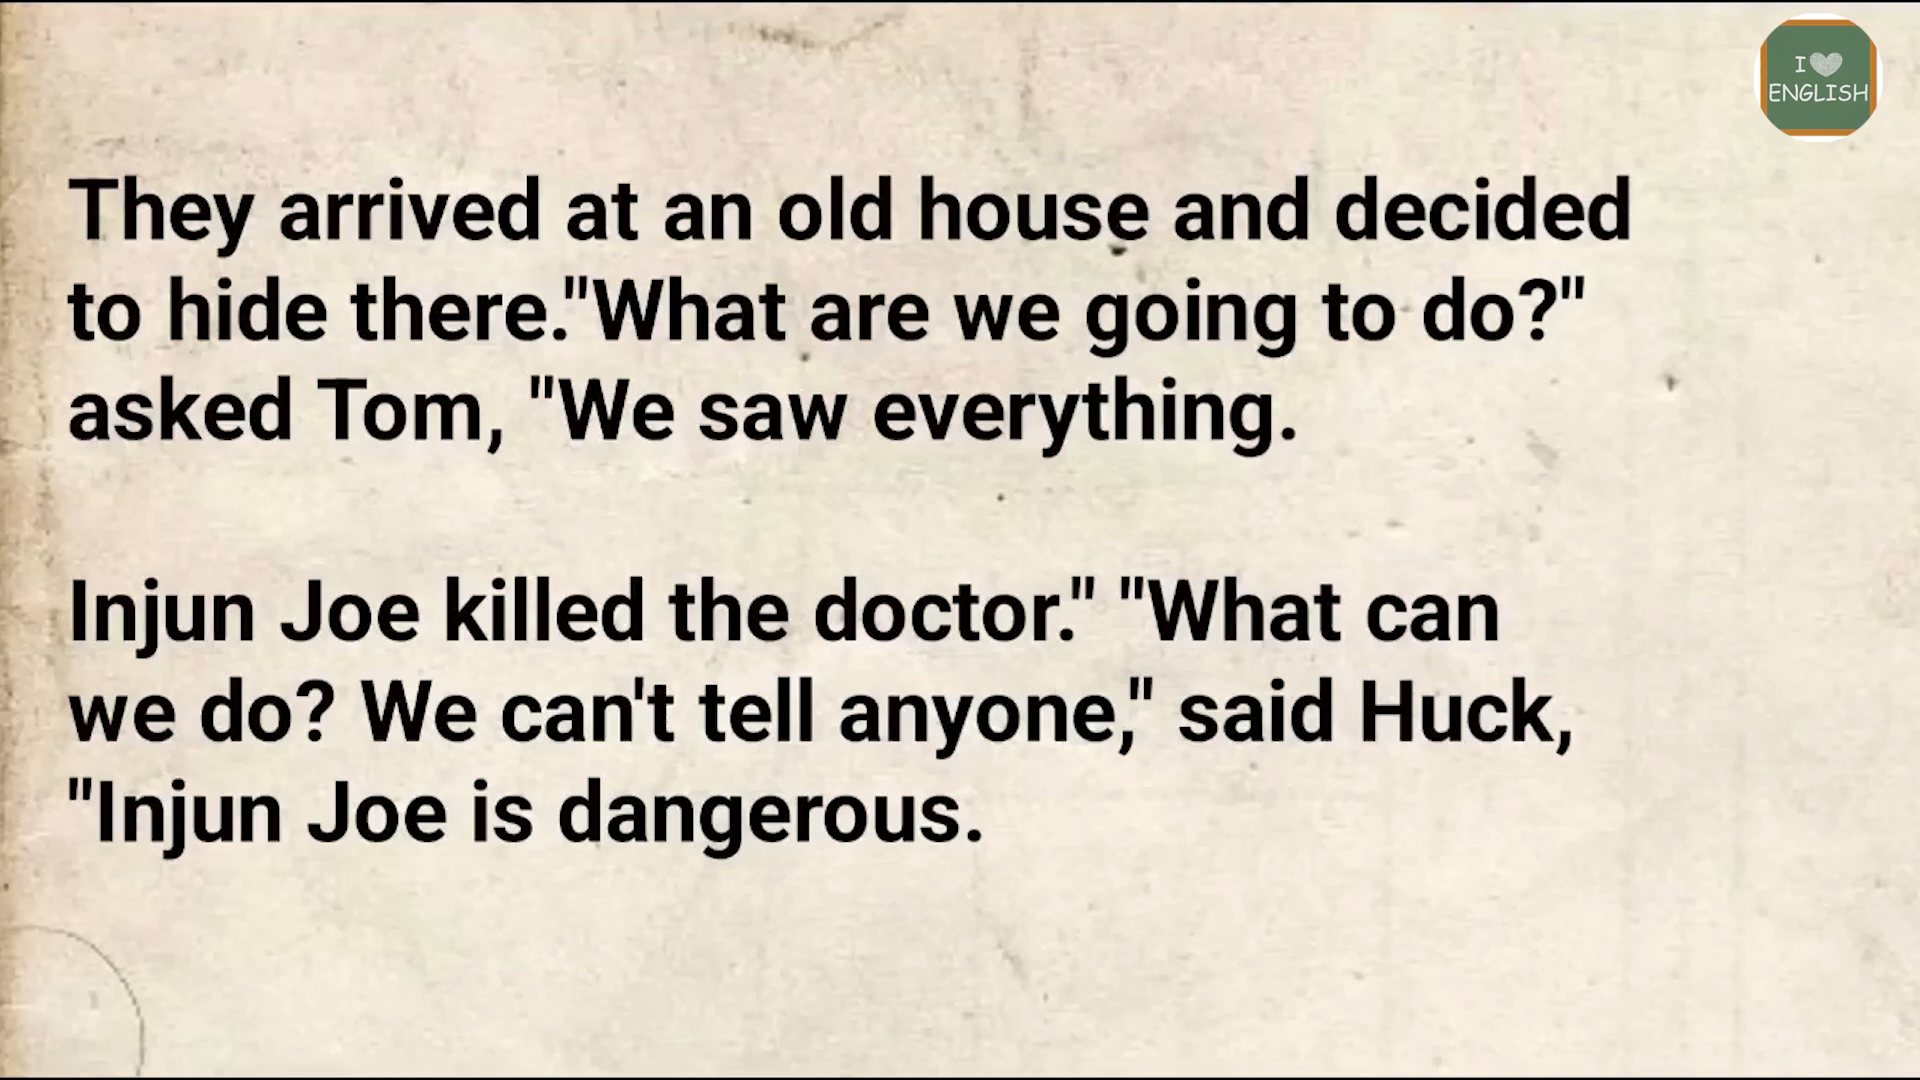 I
ENGLISH
They arrived at an old house and decided
to hide there."What are we going to do?"
asked Tom, "We saw everything.
Injun Joe killed the doctor." "What can
we do? We can't tell anyone," said Huck,
"Injun Joe is dangerous.